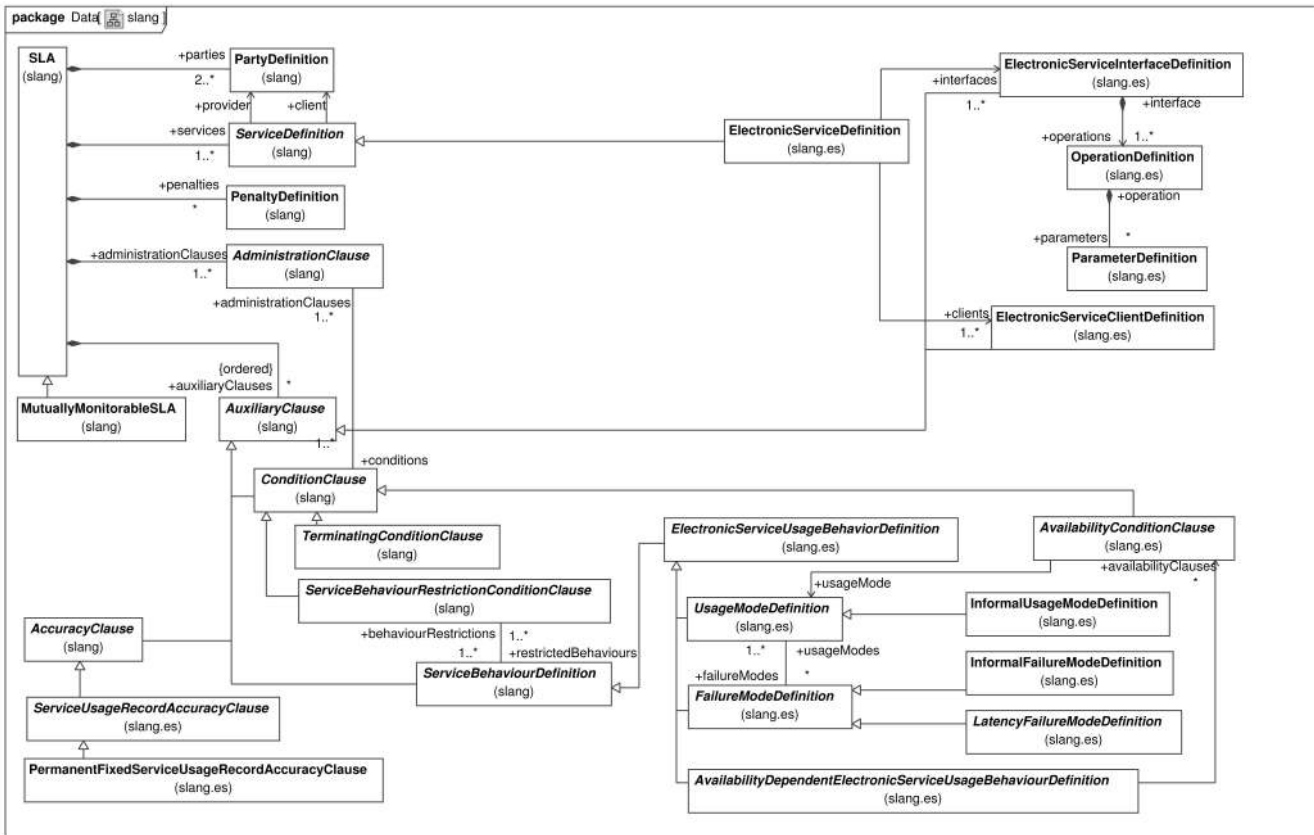 package Data[ slang ]
SLA
(slang)
+parties
2..*
PartyDefinition
(slang)
+provider
+client
+services
1..*
ServiceDefinition
(slang)
+penalties
*
PenaltyDefinition
(slang)
+administrationClauses
1..*
AdministrationClause
(slang)
+administrationClauses
1..*
{ordered}
+auxiliaryClauses
*
MutuallyMonitorableSLA
(slang)
AuxiliaryClause
(slang)
1..*
+conditions
ConditionClause
(slang)
TerminatingConditionClause
(slang)
ServiceBehaviourRestrictionConditionClause
(slang)
+behaviourRestrictions
1..*
1..*
+restrictedBehaviours
ServiceBehaviourDefinition
(slang)
AccuracyClause
(slang)
ServiceUsageRecordAccuracyClause
(slang.es)
PermanentFixedServiceUsageRecordAccuracyClause
(slang.es)
ElectronicServiceDefinition
(slang.es)
+interfaces
1..*
ElectronicServiceInterfaceDefinition
(slang.es)
+interface
+operations
1..*
OperationDefinition
(slang.es)
+operation
+parameters
*
ParameterDefinition
(slang.es)
+clients
1..*
ElectronicServiceClientDefinition
(slang.es)
ElectronicServiceUsageBehaviorDefinition
(slang.es)
AvailabilityConditionClause
(slang.es)
+availabilityClauses
*
+usageMode
UsageModeDefinition
(slang.es)
1..*
+usageModes
InformalUsageModeDefinition
(slang.es)
+failureModes
*
FailureModeDefinition
(slang.es)
InformalFailureModeDefinition
(slang.es)
LatencyFailureModeDefinition
(slang.es)
AvailabilityDependentElectronicServiceUsageBehaviourDefinition
(slang.es)